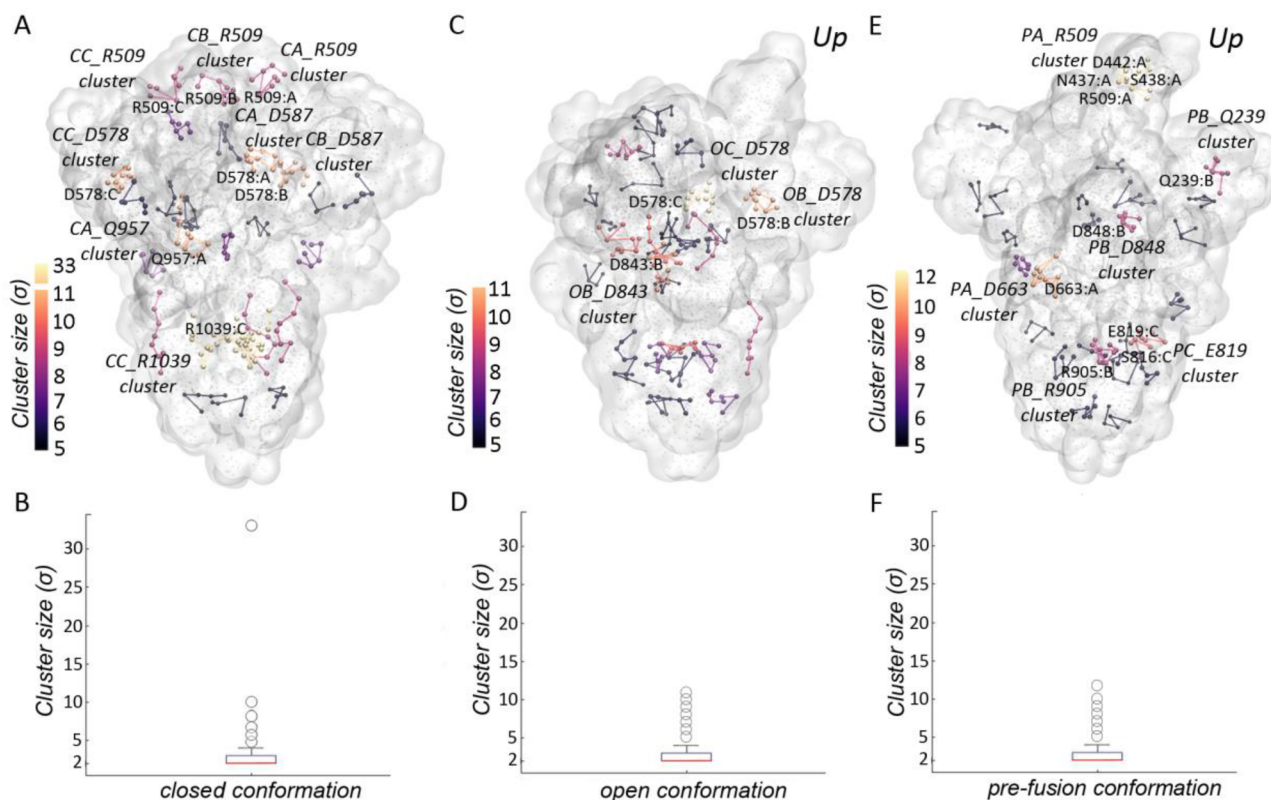 A
CB_R509
cluster
CA_R509
cluster
CC_R509
cluster
R509:C
R509:B
R509:A
CA_D587
cluster
CC_D578
cluster
CB_D587
cluster
D578:A
D578:C
D578:B
CA_Q957
cluster
Q957:A
R1039:C
CC_R1039
cluster
Cluster size (σ)
33
11
10
9
8
7
6
5
C
Up
OC_D578
cluster
D578:C
OB_D578
cluster
D578:B
D843:B
OB_D843
cluster
Cluster size (σ)
11
10
9
8
7
6
5
E
Up
PA_R509
cluster
D442:A
N437:A
S438:A
R509:A
PB_Q239
cluster
Q239:B
D848:B
PB_D848
cluster
PA_D663
cluster
D663:A
E819:C
S816:C
PC_E819
cluster
R905:B
PB_R905
cluster
Cluster size (σ)
12
10
9
8
7
6
5
B
Cluster size (σ)
30
25
20
15
10
5
2
closed conformation
D
Cluster size (σ)
30
25
20
15
10
5
2
open conformation
F
Cluster size (σ)
30
25
20
15
10
5
2
pre-fusion conformation